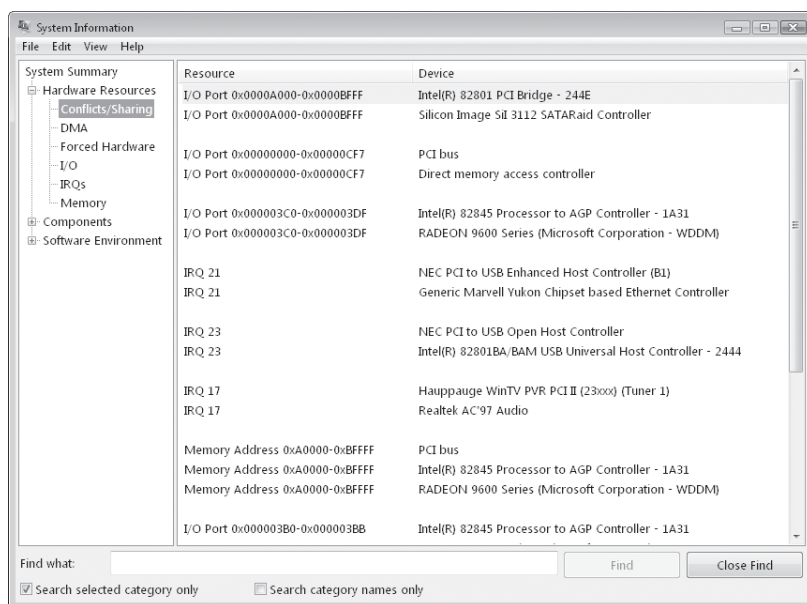 System Information
File Edit View Help
System Summary
Hardware Resources
Conflicts/Sharing
DMA
Forced Hardware
I/O
IRQs
Memory
Components
Software Environment
Resource Device
I/O Port 0x0000A000-0x0000BFFF Intel(R) 82801 PCI Bridge - 244E
I/O Port 0x0000A000-0x0000BFFF Silicon Image SiI 3112 SATARaid Controller
I/O Port 0x00000000-0x00000CF7 PCI bus
I/O Port 0x00000000-0x00000CF7 Direct memory access controller
I/O Port 0x000003C0-0x000003DF Intel(R) 82845 Processor to AGP Controller - 1A31
I/O Port 0x000003C0-0x000003DF RADEON 9600 Series (Microsoft Corporation - WDDM)
IRQ 21 NEC PCI to USB Enhanced Host Controller (B1)
IRQ 21 Generic Marvell Yukon Chipset based Ethernet Controller
IRQ 23 NEC PCI to USB Open Host Controller
IRQ 23 Intel(R) 82801BA/BAM USB Universal Host Controller - 2444
IRQ 17 Hauppauge WinTV PVR PCI II (23xxx) (Tuner 1)
IRQ 17 Realtek AC'97 Audio
Memory Address 0xA0000-0xBFFFF PCI bus
Memory Address 0xA0000-0xBFFFF Intel(R) 82845 Processor to AGP Controller - 1A31
Memory Address 0xA0000-0xBFFFF RADEON 9600 Series (Microsoft Corporation - WDDM)
I/O Port 0x000003B0-0x000003BB Intel(R) 82845 Processor to AGP Controller - 1A31
Find what: Find Close Find
Search selected category only Search category names only